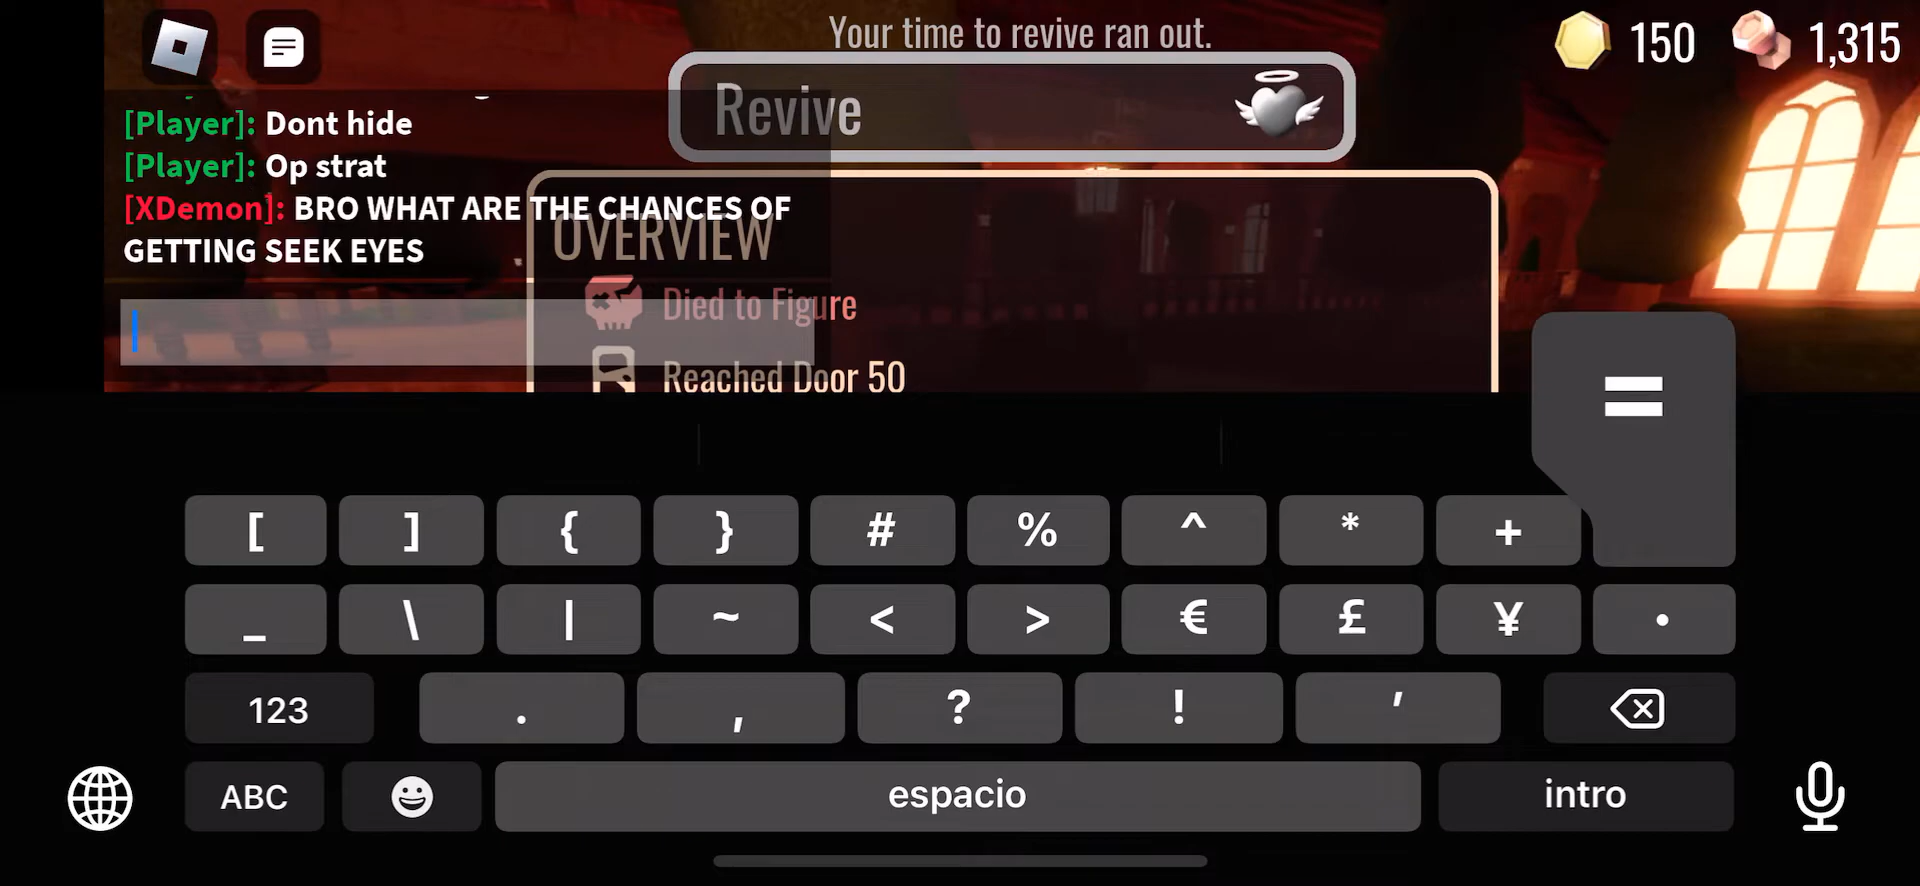 Your time to revive ran out.
150
1,315
Revive
[Player]: Dont hide
[Player]: Op strat
[XDemon]: BRO WHAT ARE THE CHANCES OF
GETTING SEEK EYES
OVERVIEW
Died to Figure
Reached Door 50
=
[ ] { } # % ^ * +
_ \ | ~ < > € £ ¥ •
123 . , ? ! ′
ABC espacio intro